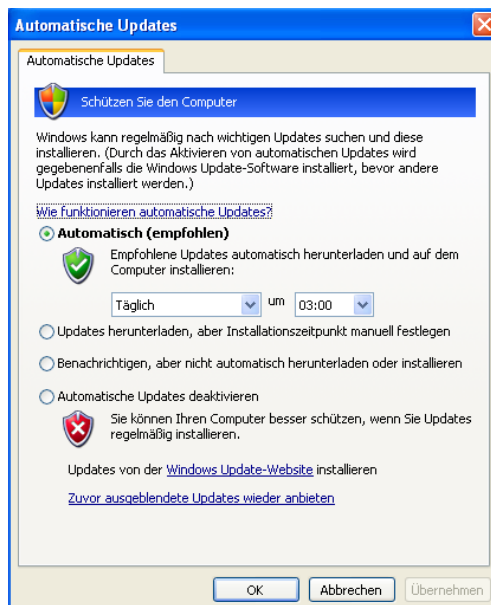 Automatische Updates
Automatische Updates
Schützen Sie den Computer
Windows kann regelmäßig nach wichtigen Updates suchen und diese
installieren. (Durch das Aktivieren von automatischen Updates wird
gegebenenfalls die Windows Update-Software installiert, bevor andere
Updates installiert werden.)
Wie funktionieren automatische Updates?
Automatisch (empfohlen)
Empfohlene Updates automatisch herunterladen und auf dem
Computer installieren:
Täglich um 03:00
Updates herunterladen, aber Installationszeitpunkt manuell festlegen
Benachrichtigen, aber nicht automatisch herunterladen oder installieren
Automatische Updates deaktivieren
Sie können Ihren Computer besser schützen, wenn Sie Updates
regelmäßig installieren.
Updates von der Windows Update-Website installieren
Zuvor ausgeblendete Updates wieder anbieten
OK Abbrechen Übernehmen